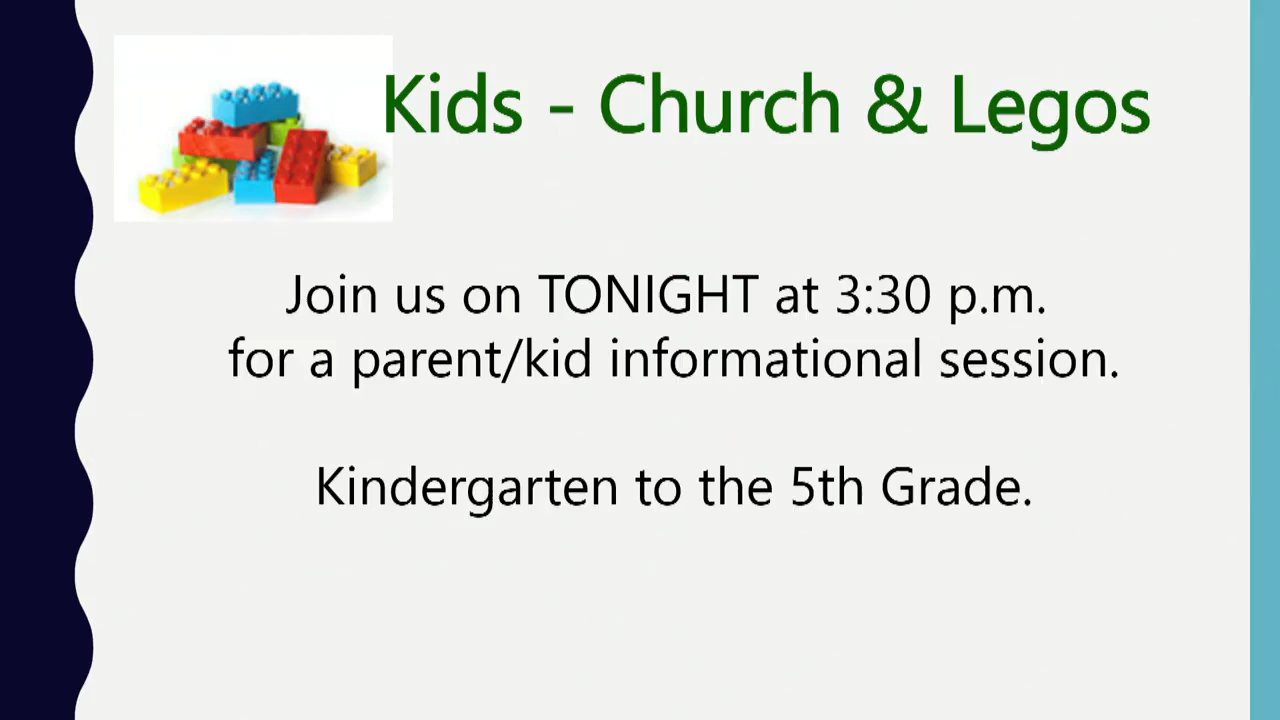 Kids - Church & Legos
Join us on TONIGHT at 3:30 p.m.
for a parent/kid informational session.
Kindergarten to the 5th Grade.